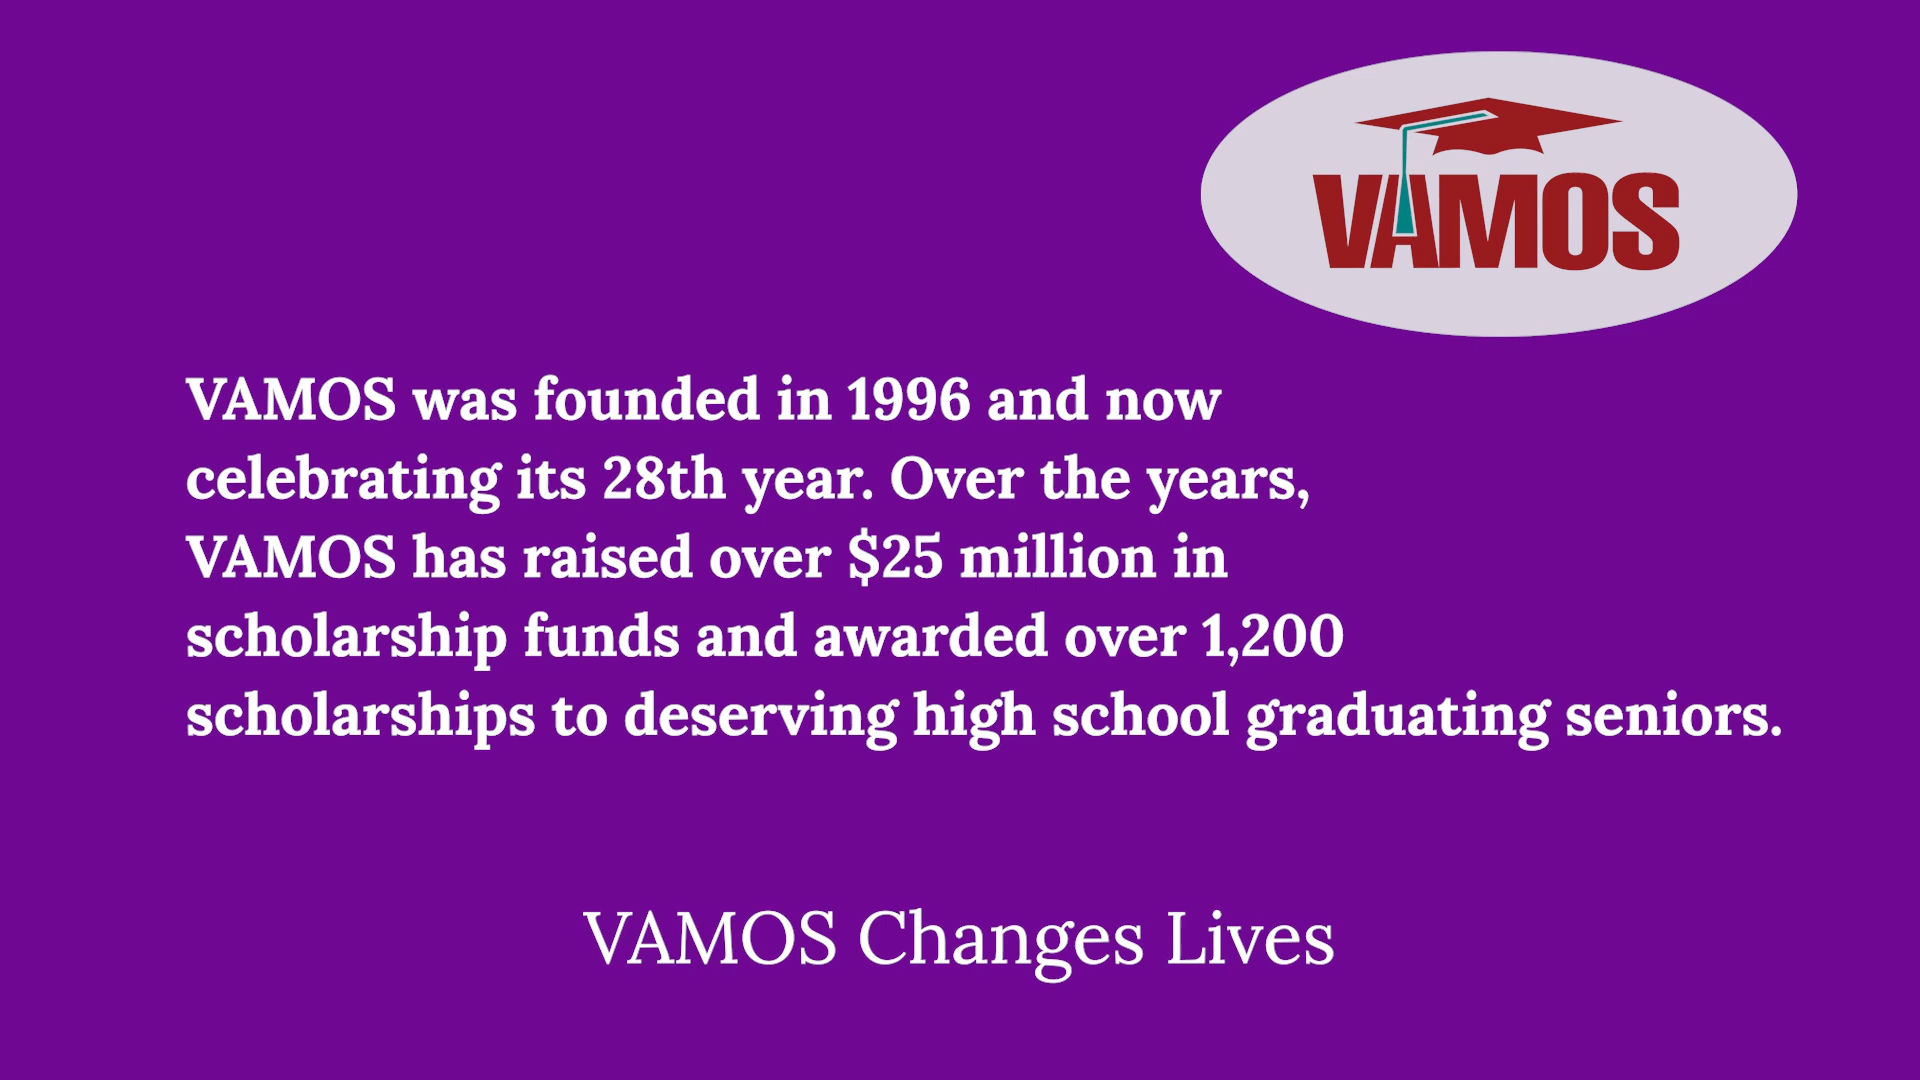 VAMOS
VAMOS was founded in 1996 and now
celebrating its 28th year. Over the years,
VAMOS has raised over $25 million in
scholarship funds and awarded over 1,200
scholarships to deserving high school graduating seniors.
VAMOS Changes Lives